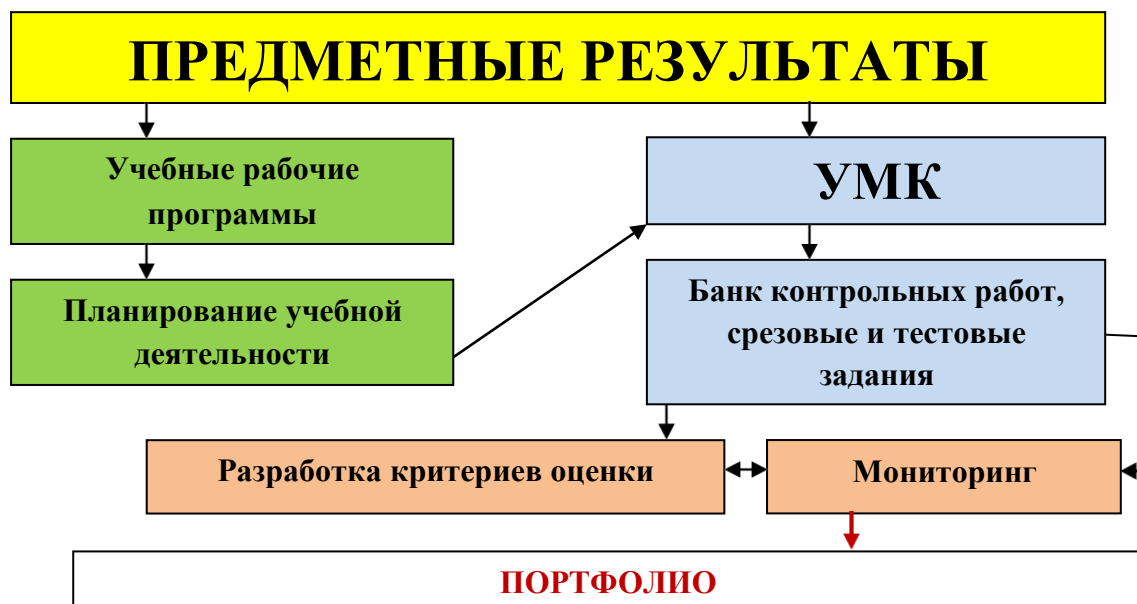 ПРЕДМЕТНЫЕ РЕЗУЛЬТАТЫ
Учебные рабочие
программы
УМК
Планирование учебной
деятельности
Банк контрольных работ,
срезовые и тестовые
задания
Разработка критериев оценки
Мониторинг
ПОРТФОЛИО